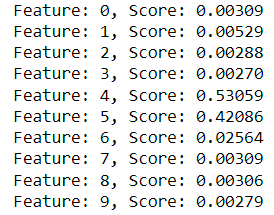 Feature: 0, Score: 0.00309
Feature: 1, Score: 0.00529
Feature: 2, Score: 0.00288
Feature: 3, Score: 0.00270
Feature: 4, Score: 0.53059
Feature: 5, Score: 0.42086
Feature: 6, Score: 0.02564
Feature: 7, Score: 0.00309
Feature: 8, Score: 0.00306
Feature: 9, Score: 0.00279